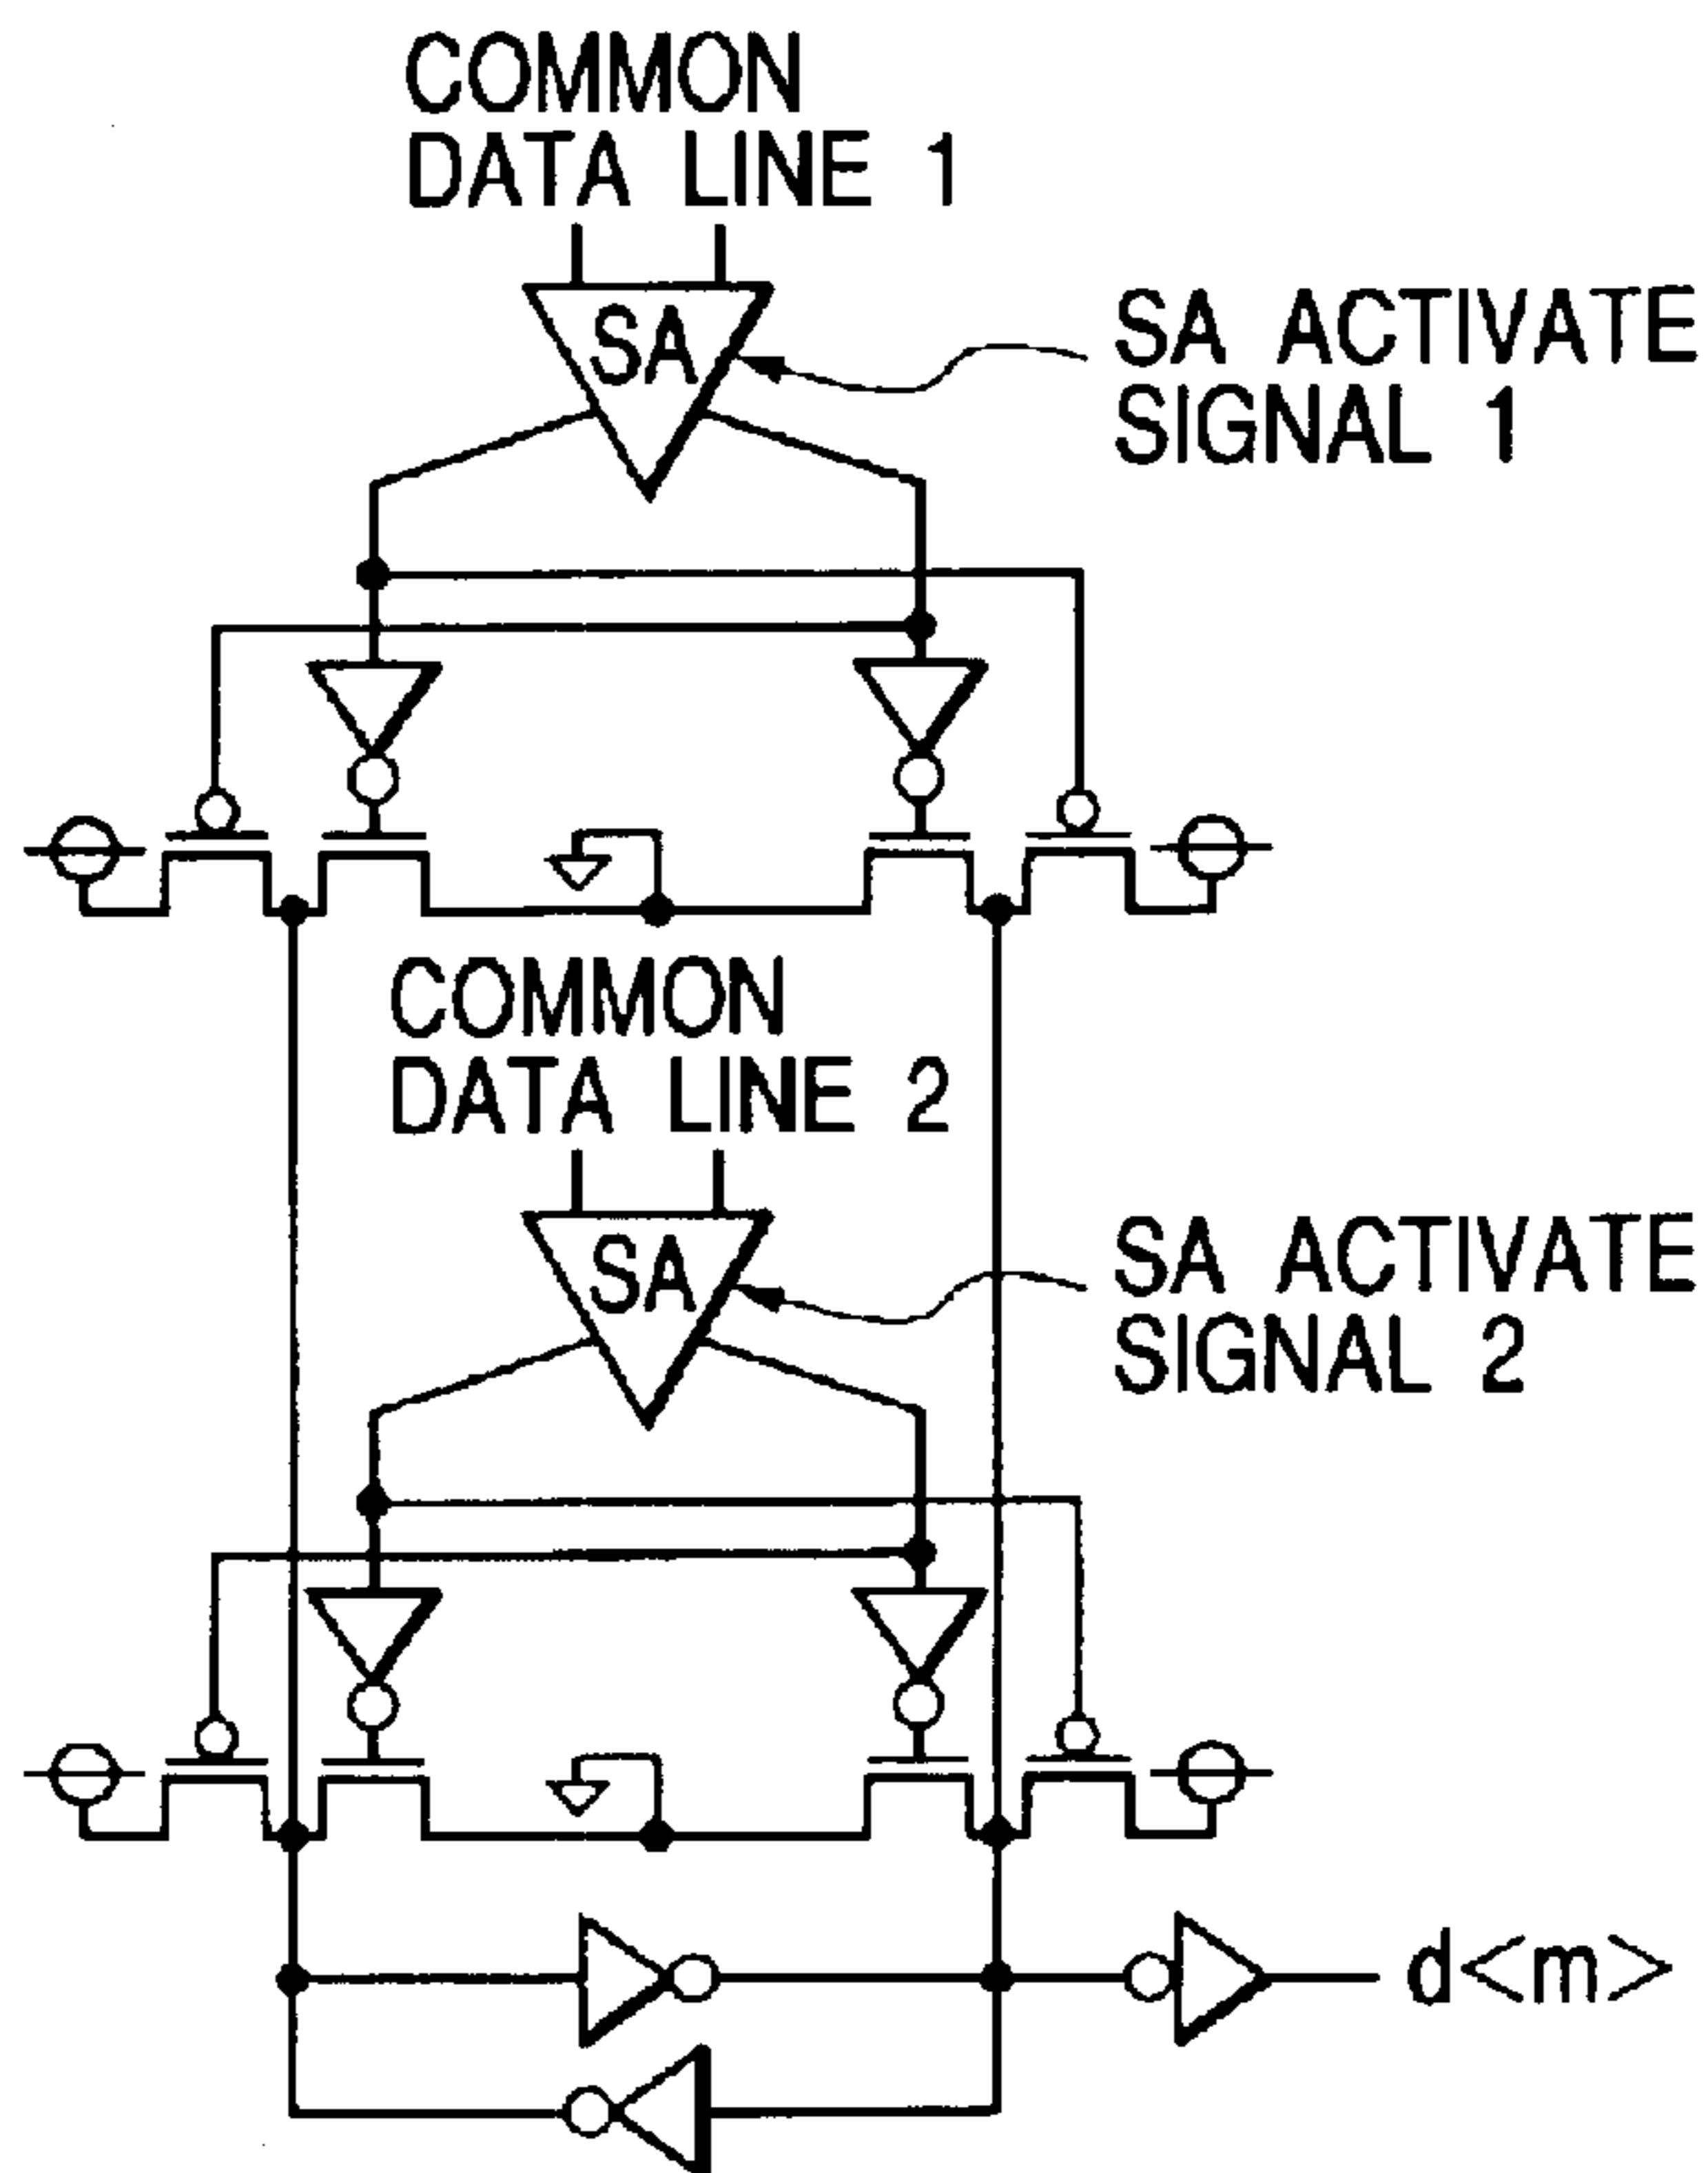 COMMON
DATA LINE 1
SA
SA ACTIVATE
SIGNAL 1
COMMON
DATA LINE 2
SA
SA ACTIVATE
SIGNAL 2
d<m>